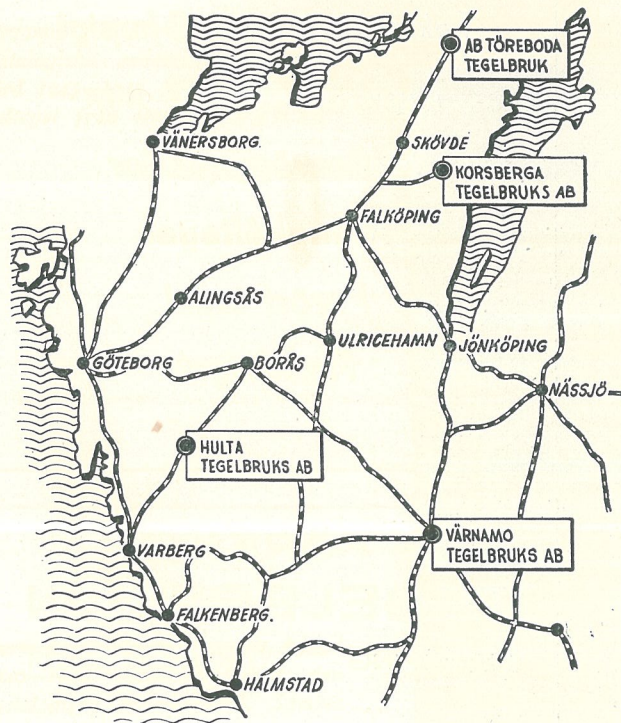 AB TÖREBODA
TEGELBRUK
VÄNERSBORG.
SKÖVDE
KORSBERGA
TEGELBRUKS AB
FALKÖPING
ALINGSÅS
ULRICEHAMN
JÖNKÖPING
GÖTEBORG
BORÅS
NÄSSJÖ
HULTA
TEGELBRUKS AB
VÄRNAMO
TEGELBRUKS AB
VARBERG
FALKENBERG.
HALMSTAD